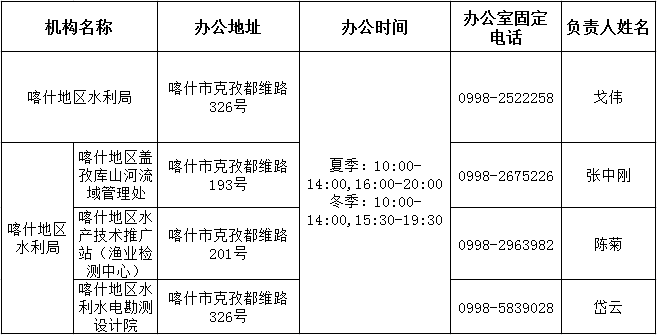 机构名称
办公地址
办公时间
办公室固定
电话
负责人姓名
喀什地区水利局
喀什市克孜都维路
326号
夏季：10:00-
14:00,16:00-20:00
冬季：10:00-
14:00,15:30-19:30
0998-2522258
戈伟
喀什地区
水利局
喀什地区盖
孜库山河流
域管理处
喀什市克孜都维路
193号
0998-2675226
张中刚
喀什地区水
产技术推广
站（渔业检
测中心）
喀什市克孜都维路
201号
0998-2963982
陈菊
喀什地区水
利水电勘测
设计院
喀什市克孜都维路
326号
0998-5839028
岱云